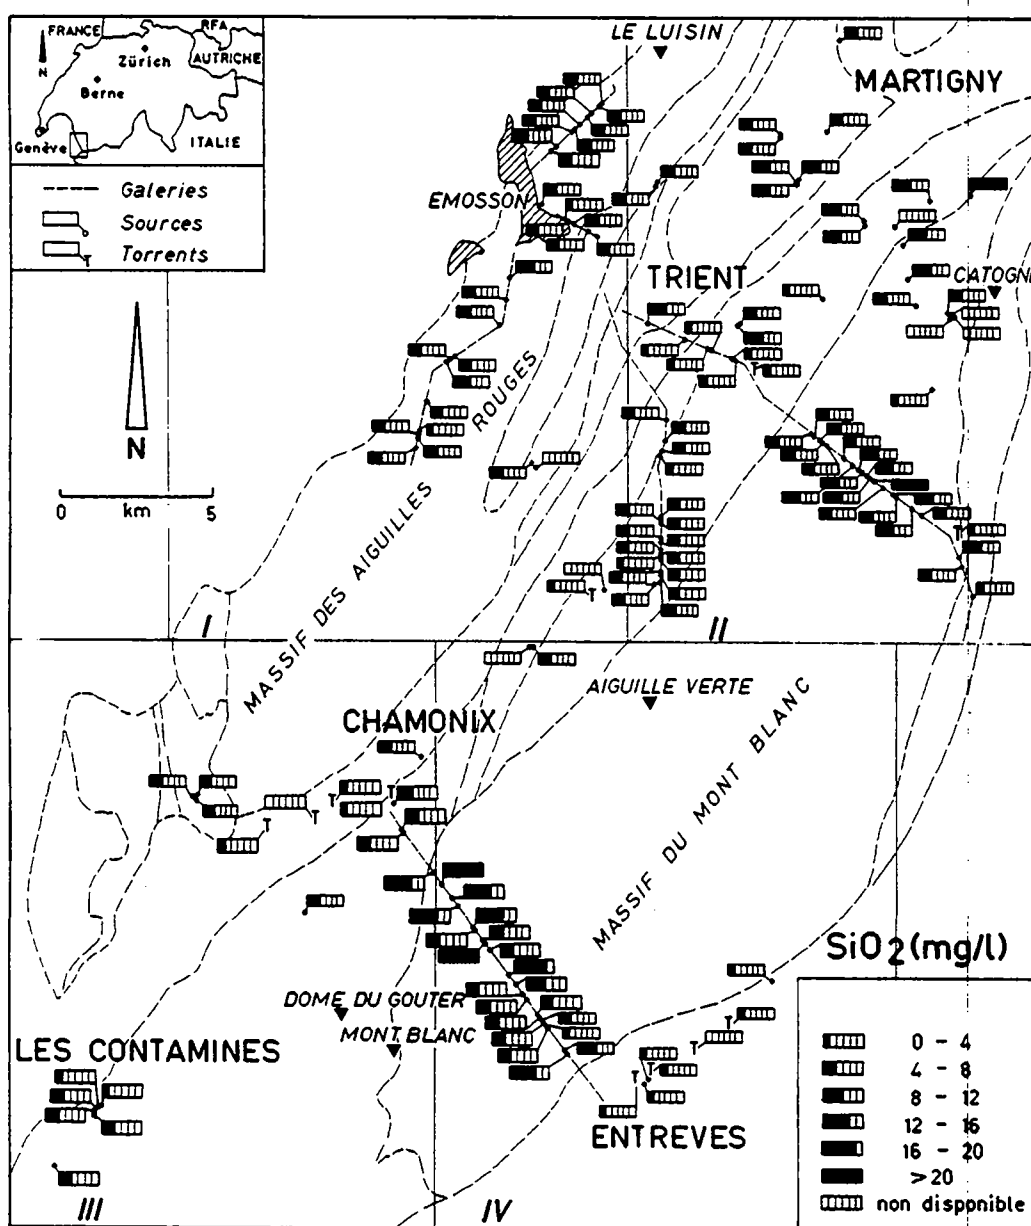 FRANCE
RFA
Zürich
AUTRICHE
N
Berne
Genève
ITALIE
Galeries
Sources
Torrents
T
LE LUISIN
MARTIGNY
EMOSSON
TRIENT
CATOGNE
N
0 5
km
ROUGES
MASSIF DES AIGUILLES
T
T
T
I
II
AIGUILLE VERTE
CHAMONIX
T
T
T
T
MASSIF DU MONT BLANC
SiO2(mg/l)
DOME DU GOUTER
MONT BLANC
T
T
T
T
LES CONTAMINES
ENTREVES
0 - 4
4 - 8
8 - 12
12 - 16
16 - 20
>20
non disponible
III
IV